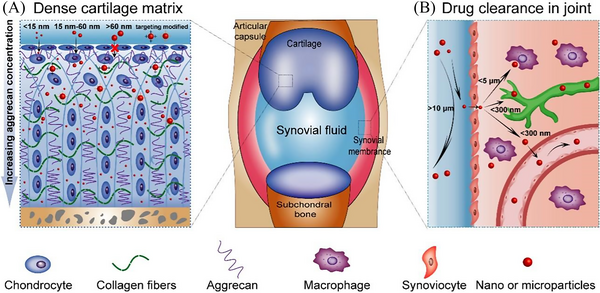 (A) Dense cartilage matrix
<15 nm 15 nm-60 nm >60 nm targeting modified
Increasing aggrecan concentration
Articular
capsule
Cartilage
Synovial fluid
Synovial
membrance
Subchondral
bone
(B) Drug clearance in joint
<5 μm
>10 μm
<300 nm
<300 nm
Chondrocyte
Collagen fibers
Aggrecan
Macrophage
Synoviocyte
Nano or microparticles